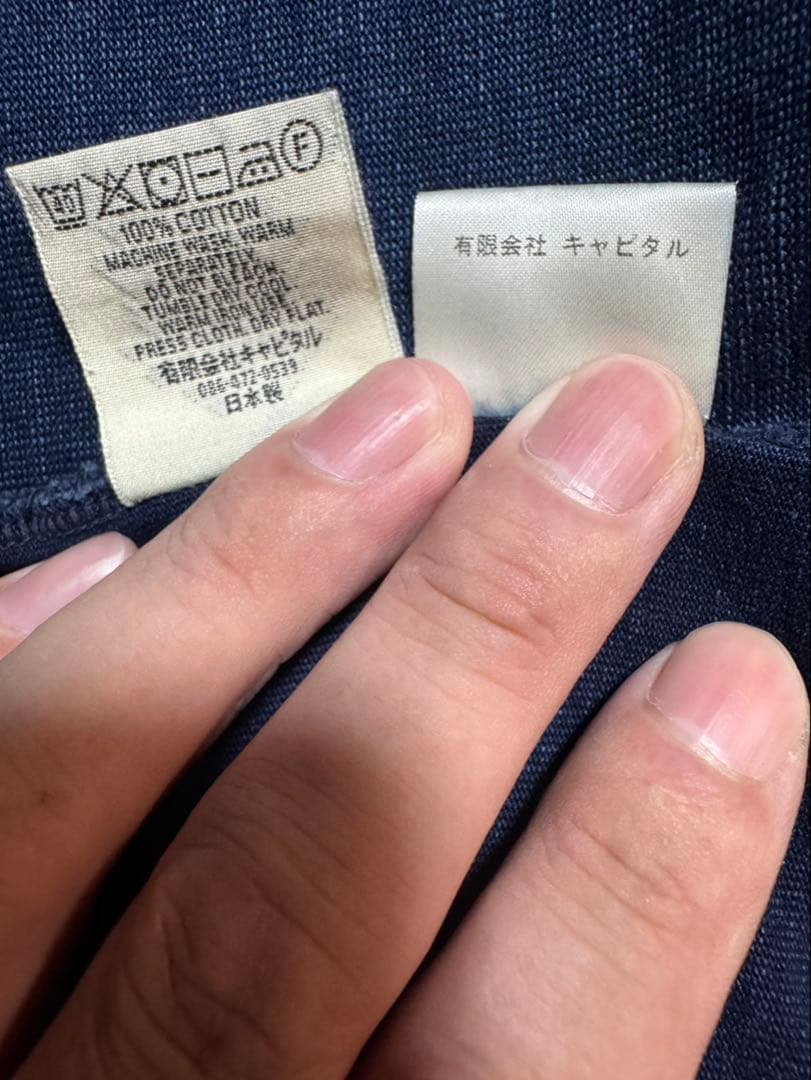 40
F
100% COTTON
MACHINE WASH WARM
SEPARATELY.
DO NOT BLEACH.
TUMBLE DRY COOL
WARM IRON USE
PRESS CLOTH. DRY FLAT.
有限会社キャピタル
086-472-0533
日本製
有限会社 キャピタル